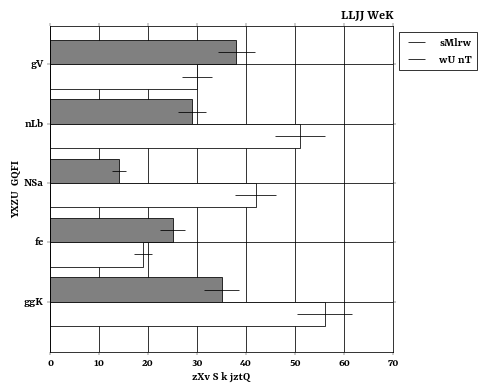 LLJJ WeK
sMlrw
wU nT
YXZU GQFI
gV
nLb
NSa
fc
ggK
0 10 20 30 40 50 60 70
zXv S k jztQ